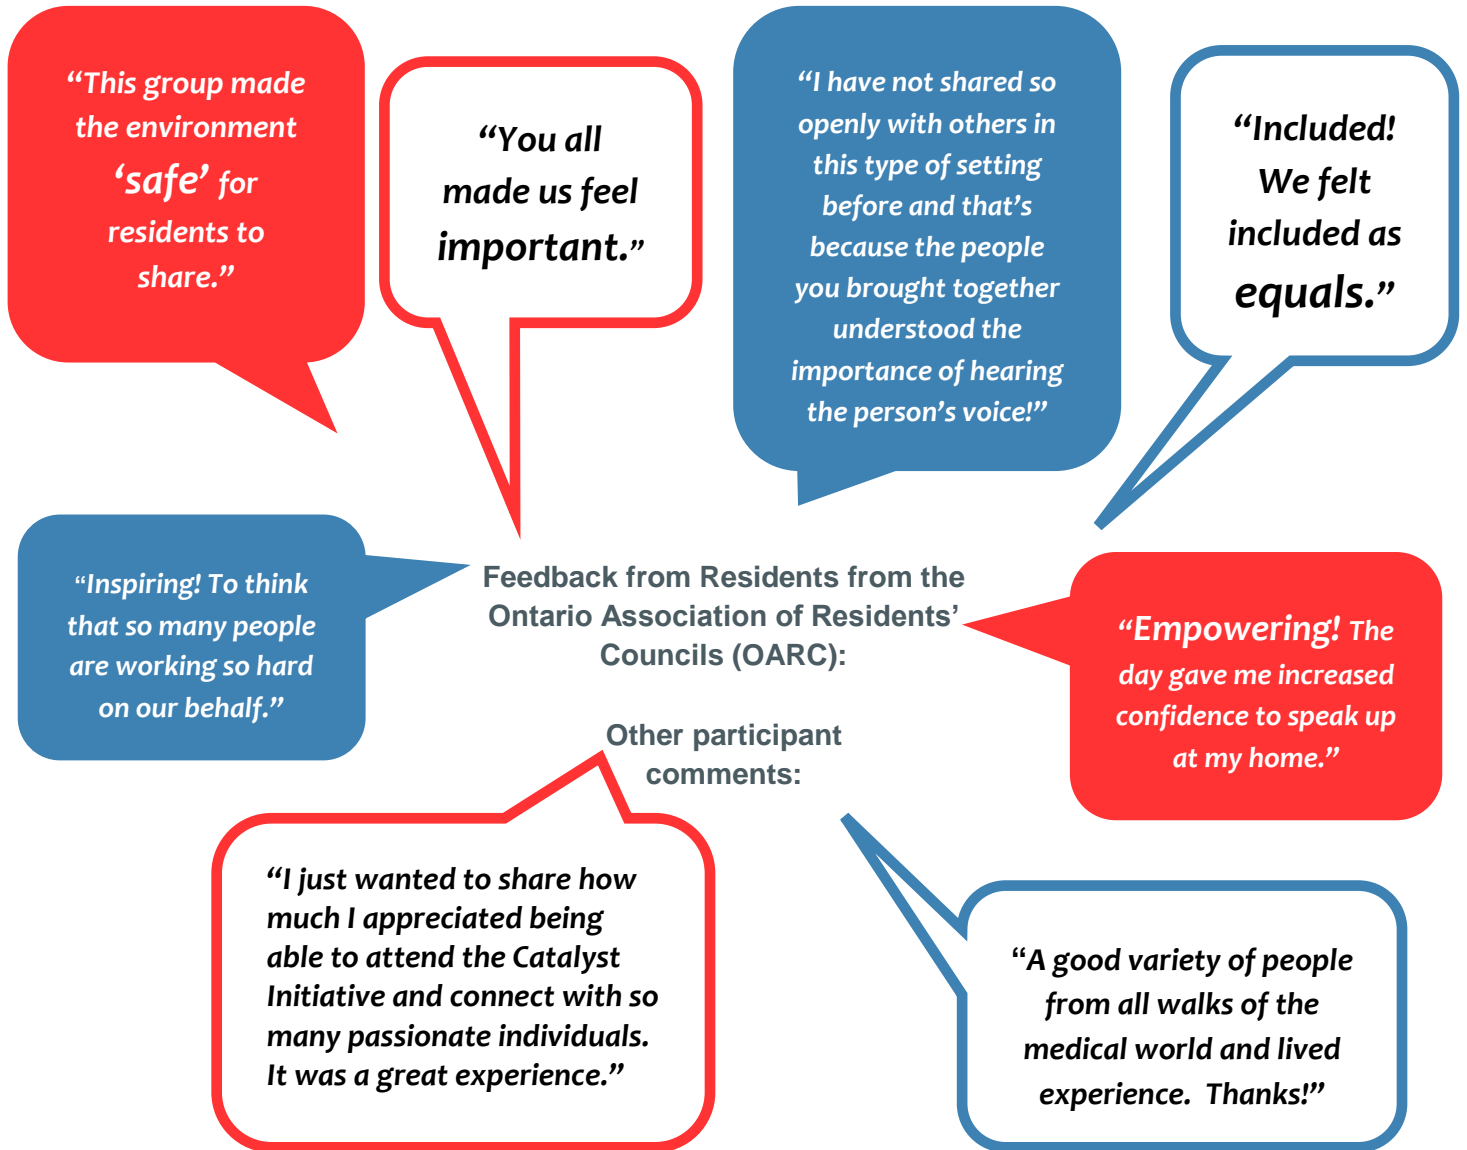 “This group made
the environment
‘safe’ for
residents to
share.”
“You all
made us feel
important.”
“I have not shared so
openly with others in
this type of setting
before and that’s
because the people
you brought together
understood the
importance of hearing
the person’s voice!”
“Included!
We felt
included as
equals.”
“Inspiring! To think
that so many people
are working so hard
on our behalf.”
Feedback from Residents from the
Ontario Association of Residents’
Councils (OARC):
“Empowering! The
day gave me increased
confidence to speak up
at my home.”
Other participant
comments:
“I just wanted to share how
much I appreciated being
able to attend the Catalyst
Initiative and connect with so
many passionate individuals.
It was a great experience.”
“A good variety of people
from all walks of the
medical world and lived
experience.  Thanks!”